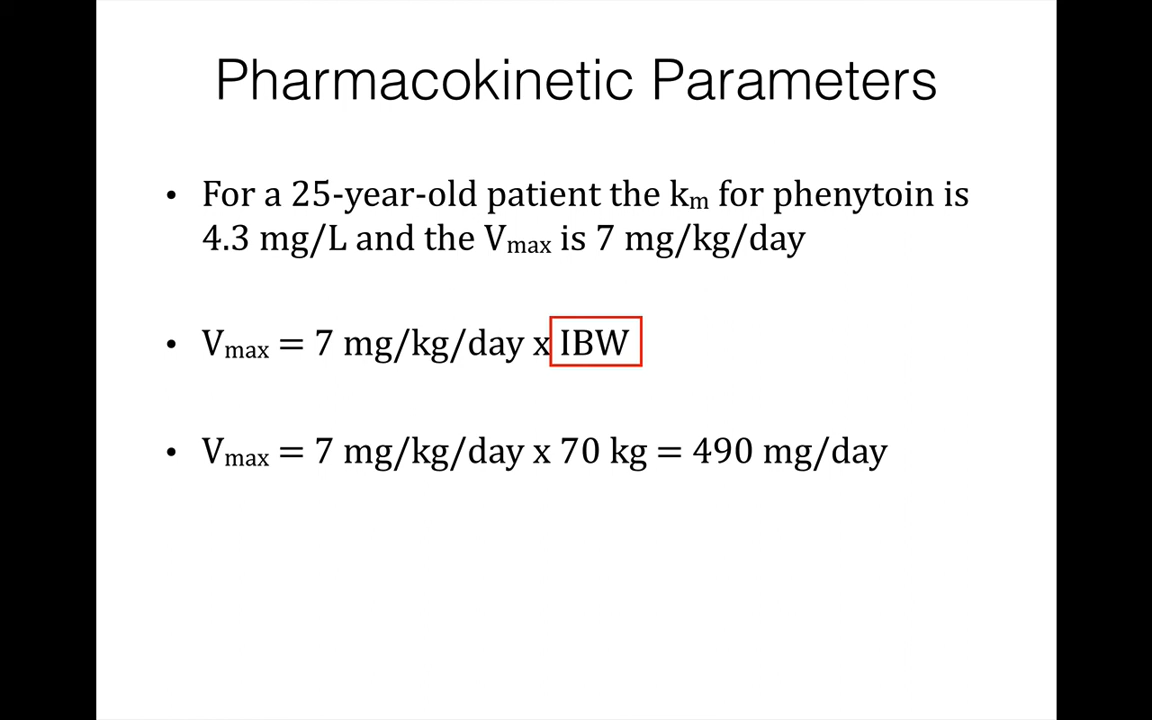 Pharmacokinetic Parameters
• For a 25-year-old patient the km for phenytoin is
4.3 mg/L and the Vmax is 7 mg/kg/day
• Vmax = 7 mg/kg/day x IBW
• Vmax = 7 mg/kg/day x 70 kg = 490 mg/day